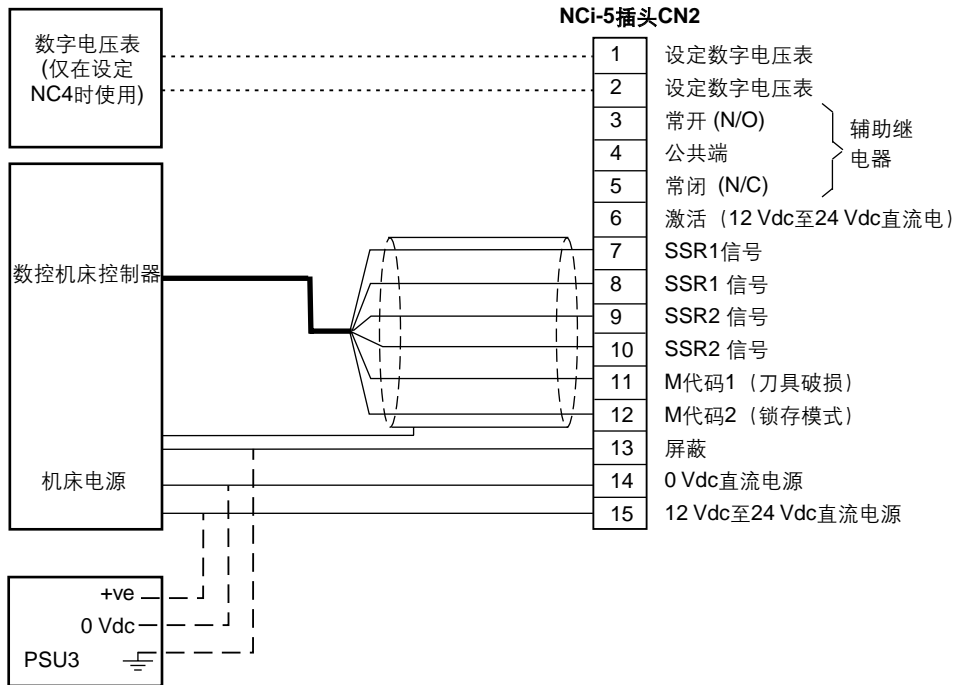 NCi-5插头CN2
数字电压表
(仅在设定
NC4时使用)
1 设定数字电压表
2 设定数字电压表
3 常开 (N/O)
4 公共端
5 常闭 (N/C)
辅助继
电器
6 激活（12 Vdc至24 Vdc直流电）
7 SSR1信号
8 SSR1 信号
9 SSR2 信号
10 SSR2 信号
11 M代码1（刀具破损）
12 M代码2（锁存模式）
13 屏蔽
14 0 Vdc直流电源
15 12 Vdc至24 Vdc直流电源
数控机床控制器
机床电源
+ve
0 Vdc
PSU3